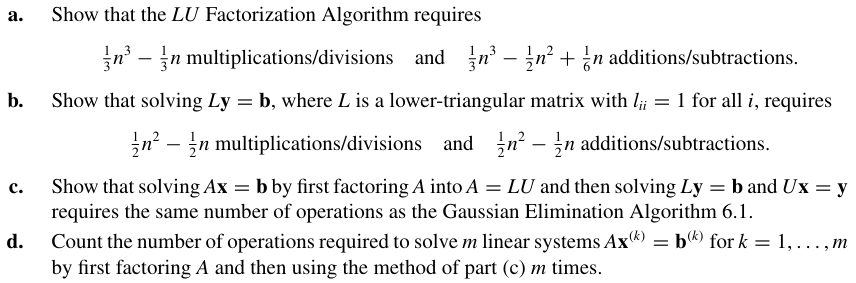 a. Show that the LU Factorization Algorithm requires
$\frac{1}{3}n^3 - \frac{1}{3}n$ multiplications/divisions and $\frac{1}{3}n^3 - \frac{1}{2}n^2 + \frac{1}{6}n$ additions/subtractions.
b. Show that solving $L\mathbf{y} = \mathbf{b}$, where $L$ is a lower-triangular matrix with $l_{ii} = 1$ for all $i$, requires
$\frac{1}{2}n^2 - \frac{1}{2}n$ multiplications/divisions and $\frac{1}{2}n^2 - \frac{1}{2}n$ additions/subtractions.
c. Show that solving $A\mathbf{x} = \mathbf{b}$ by first factoring $A$ into $A = LU$ and then solving $L\mathbf{y} = \mathbf{b}$ and $U\mathbf{x} = \mathbf{y}$
requires the same number of operations as the Gaussian Elimination Algorithm 6.1.
d. Count the number of operations required to solve $m$ linear systems $A\mathbf{x}^{(k)} = \mathbf{b}^{(k)}$ for $k = 1, \ldots, m$
by first factoring $A$ and then using the method of part (c) $m$ times.